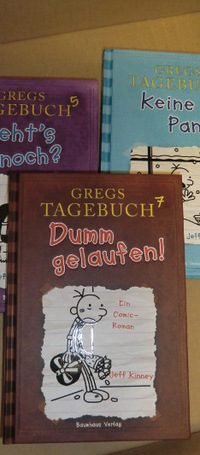 GREGS
TAGEBUCH 5
eht's
noch?
GREGS
TAGEBUCH
Keine
Pan
Jeff
GREGS
TAGEBUCH 7
Dumm
gelaufen!
Ein
Comic-
Roman
Jeff Kinney
Baumhaus Verlag